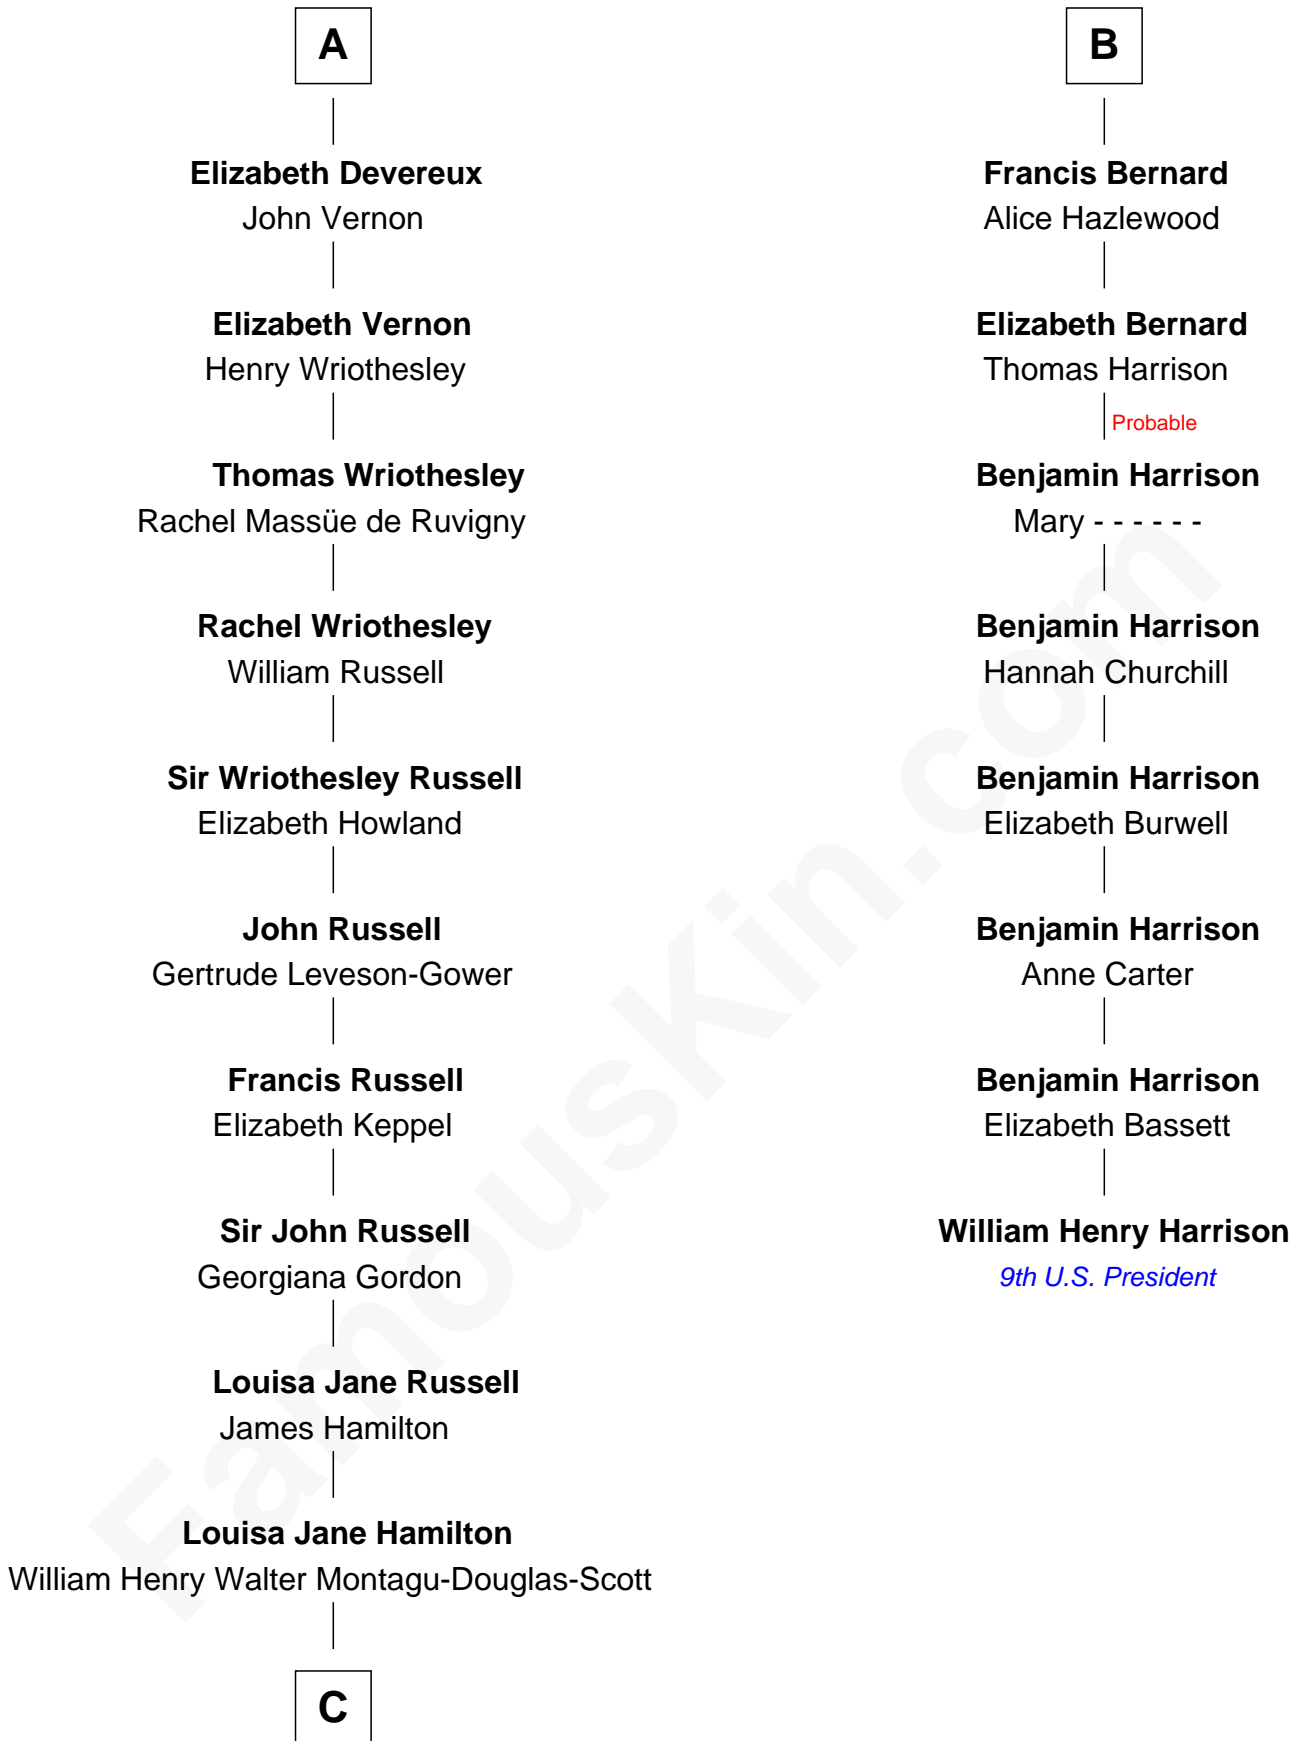 A
Elizabeth Devereux
John Vernon
Elizabeth Vernon
Henry Wriothesley
Thomas Wriothesley
Rachel Massüe de Ruvigny
Rachel Wriothesley
William Russell
Sir Wriothesley Russell
Elizabeth Howland
John Russell
Gertrude Leveson-Gower
Francis Russell
Elizabeth Keppel
Sir John Russell
Georgiana Gordon
Louisa Jane Russell
James Hamilton
Louisa Jane Hamilton
William Henry Walter Montagu-Douglas-Scott
C
B
Francis Bernard
Alice Hazlewood
Elizabeth Bernard
Thomas Harrison
Probable
Benjamin Harrison
Mary - - - - - -
Benjamin Harrison
Hannah Churchill
Benjamin Harrison
Elizabeth Burwell
Benjamin Harrison
Anne Carter
Benjamin Harrison
Elizabeth Bassett
William Henry Harrison
9th U.S. President
FamousKin.com